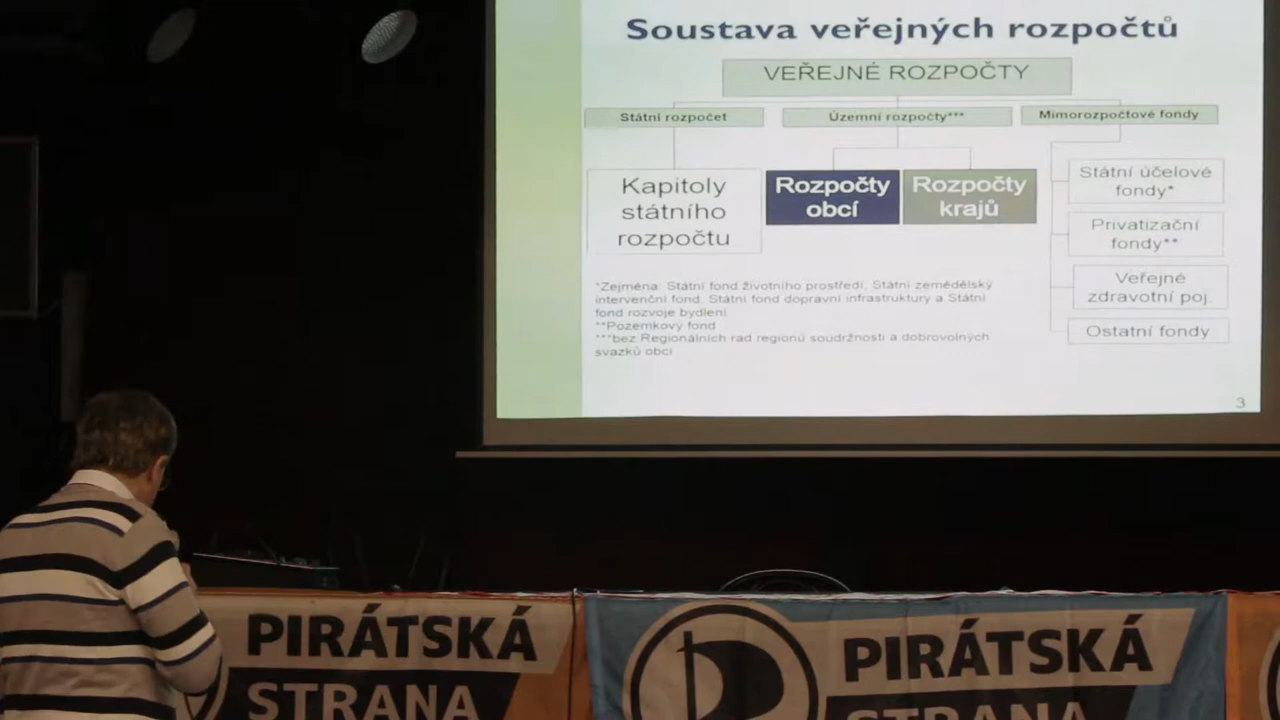 Soustava veřejných rozpočtů
VEŘEJNÉ ROZPOČTY
Státní rozpočet
Územní rozpočty***
Mimorozpočtové fondy
Kapitoly
státního
rozpočtu
Rozpočty
obcí
Rozpočty
krajů
Státní účelové
fondy*
Privatizační
fondy**
Veřejné
zdravotní poj
Ostatní fondy
*Zejména: Státní fond životního prostředí, Státní zemědělský
intervenční fond, Státní fond dopravní infrastruktury a Státní
fond rozvoje bydlení
**Pozemkový fond
***bez Regionálních rad regionů soudržnosti a dobrovolných
svazků obcí
3
PIRÁTSKÁ
STRANA
PIRÁTSKÁ
STRANA